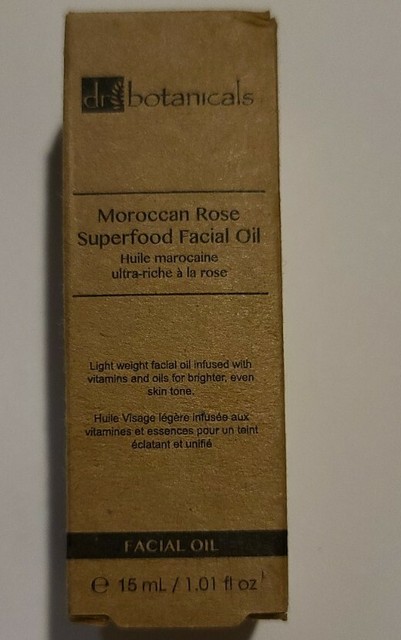 dr botanicals
Moroccan Rose
Superfood Facial Oil
Huile marocaine
ultra-riche à la rose
Light weight facial oil infused with
vitamins and oils for brighter, even
skin tone.
Huile Visage légère infusée aux
vitamines et essences pour un teint
éclatant et unifié
FACIAL OIL
℮ 15 mL / 1.01 fl oz